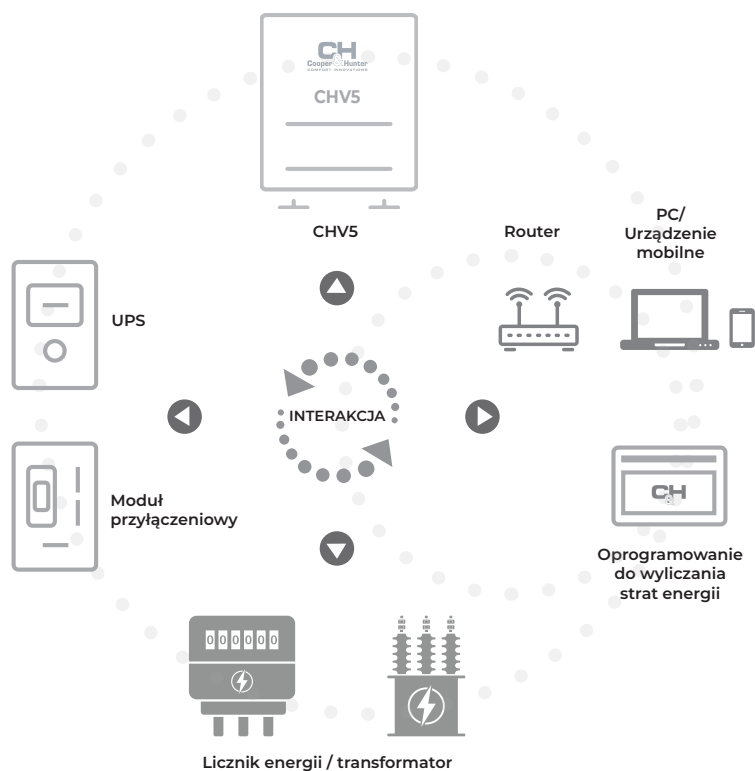 CH
Cooper&Hunter
COMFORT INNOVATIONS
CHV5
CHV5
Router
PC/
Urządzenie
mobilne
UPS
INTERAKCJA
Moduł
przyłączeniowy
CH
Oprogramowanie
do wyliczania
strat energii
000000
Licznik energii / transformator